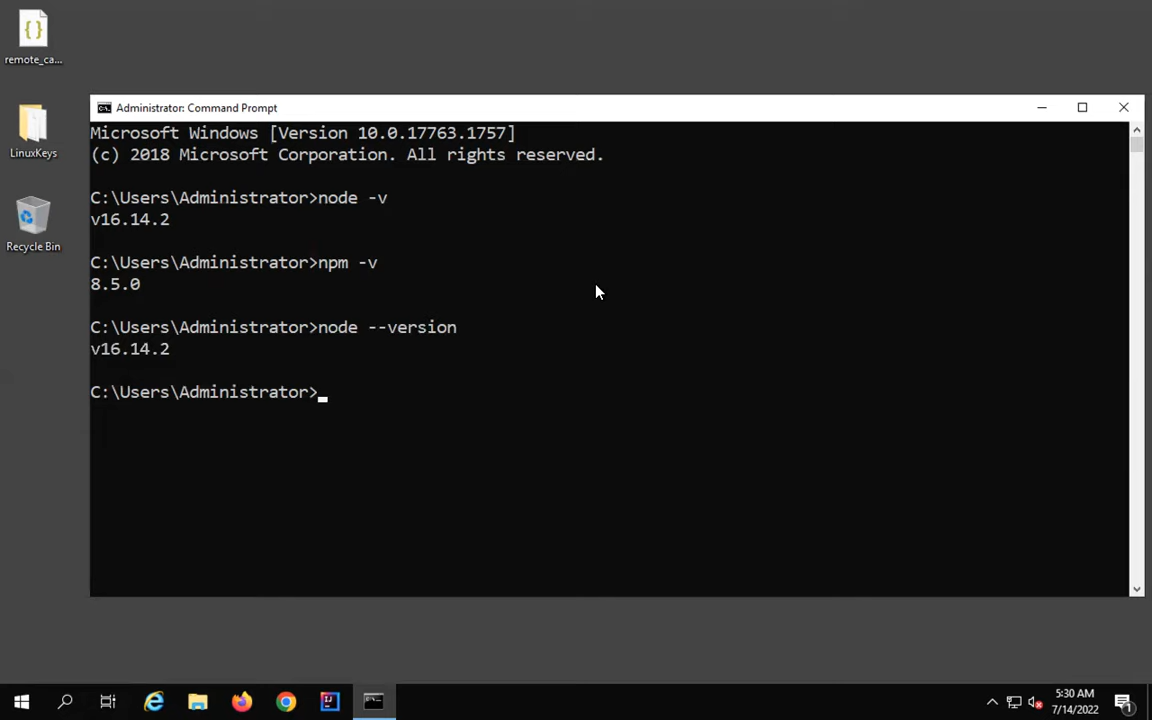 remote_ca...
Administrator: Command Prompt
Microsoft Windows [Version 10.0.17763.1757]
(c) 2018 Microsoft Corporation. All rights reserved.
C:\Users\Administrator>node -v
v16.14.2
C:\Users\Administrator>npm -v
8.5.0
C:\Users\Administrator>node --version
v16.14.2
C:\Users\Administrator>
LinuxKeys
Recycle Bin
5:30 AM
7/14/2022
1